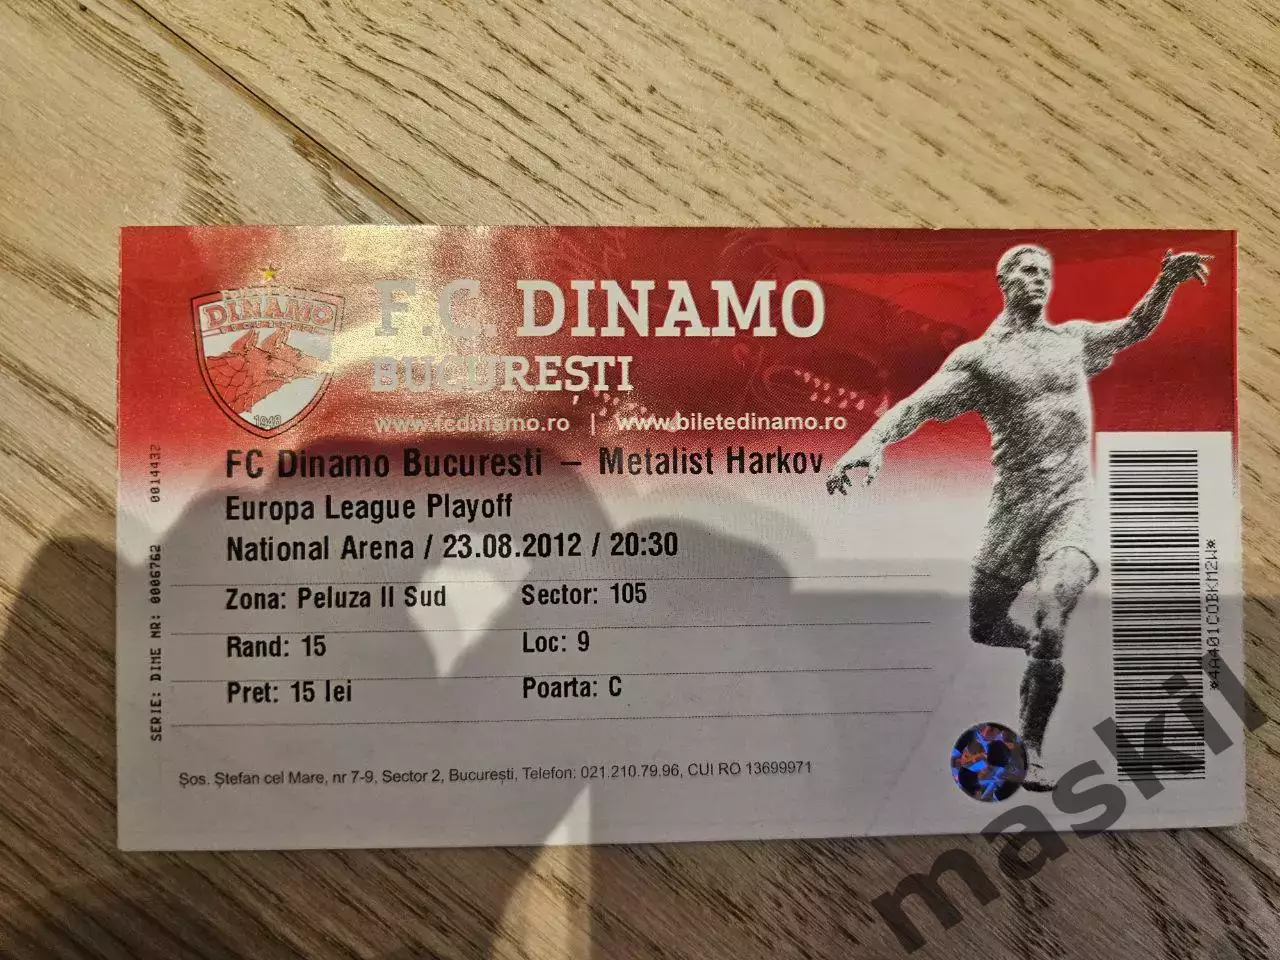 DINAMO
1948
F.C. DINAMO
BUCUREȘTI
www.fcdinamo.ro | www.biletedinamo.ro
FC Dinamo Bucuresti – Metalist Harkov
Europa League Playoff
National Arena / 23.08.2012 / 20:30
Zona: Peluza II Sud Sector: 105
Rand: 15 Loc: 9
Pret: 15 lei Poarta: C
Șos. Ștefan cel Mare, nr 7-9, Sector 2, București, Telefon: 021.210.79.96, CUI RO 13699971
SERIE: DIME NR: 0006762 0014432
*4A401COBKM2W*
maskil